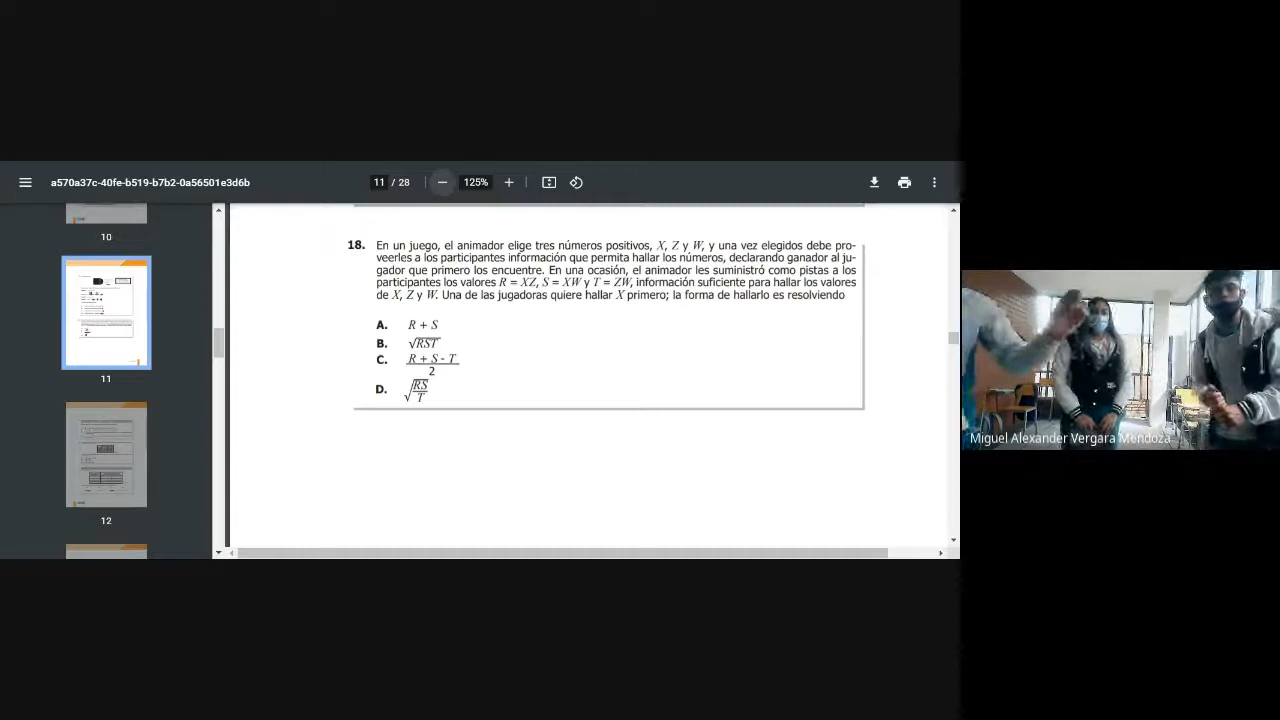 a570a37c-40fe-b519-b7b2-0a56501e3d6b
11 / 28
125%
10
11
12
18. En un juego, el animador elige tres números positivos, X, Z y W, y una vez elegidos debe pro-
veerles a los participantes información que permita hallar los números, declarando ganador al ju-
gador que primero los encuentre. En una ocasión, el animador les suministró como pistas a los
participantes los valores R = XZ, S = XW y T = ZW, información suficiente para hallar los valores
de X, Z y W. Una de las jugadoras quiere hallar X primero; la forma de hallarlo es resolviendo
A. R + S
B. √RST
C. R + S - T
2
D. √RS
T
Miguel Alexander Vergara Mendoza